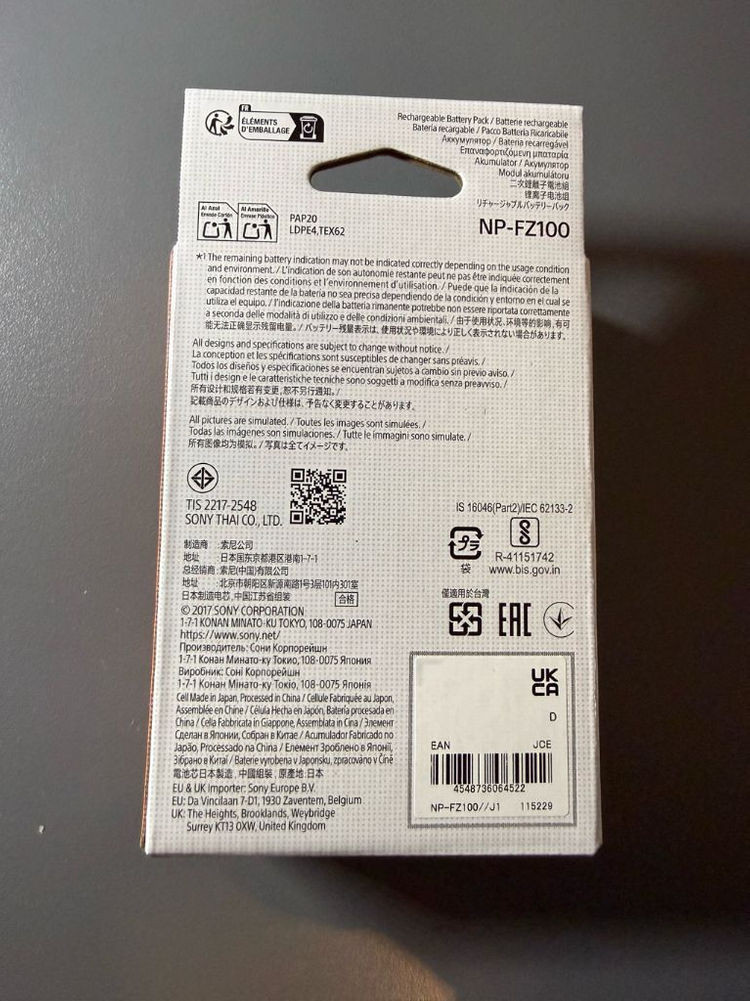 FR
ÉLÉMENTS
D'EMBALLAGE
Rechargeable Battery Pack / Batterie rechargeable
Batería recargable / Pacco Batteria Ricaricabile
Аккумулятор / Bateria recarregável
Επαναφορτιζόμενη μπαταρία
Akumulator / Акумулятор
Modul akumulátoru
二次鋰離子電池組
锂离子电池组
リチャージャブルバッテリーパック
NP-FZ100
Al Azul
Envase Cartón
Al Amarillo
Envase Plástico
PAP20
LDPE4,TEX62
*¹ The remaining battery indication may not be indicated correctly depending on the usage condition
and environment. / L'indication de son autonomie restante peut ne pas être indiquée correctement
en fonction des conditions et l'environnement d'utilisation. / Puede que la indicación de la
capacidad restante de la batería no sea precisa dependiendo de la condición y entorno en el cual se
utiliza el equipo. / l'indicazione della batteria rimanente potrebbe non essere riportata correttamente
a seconda delle modalità di utilizzo e delle condizioni ambientali. / 由于使用状况、环境等的影响,有可
能无法正确显示残留电量。/ バッテリー残量表示は、使用状況や環境により正しく表示されない場合があります。
All designs and specifications are subject to change without notice. /
La conception et les spécifications sont susceptibles de changer sans préavis. /
Todos los diseños y especificaciones se encuentran sujetos a cambio sin previo aviso. /
Tutti i design e le caratteristiche tecniche sono soggetti a modifica senza preavviso. /
所有设计和规格若有变更,恕不另行通知。/
記載商品のデザインおよび仕様は、予告なく変更することがあります。
All pictures are simulated. / Toutes les images sont simulées. /
Todas las imágenes son simulaciones. / Tutte le immagini sono simulate. /
所有图像均为模拟。/ 写真は全てイメージです。
TIS 2217-2548
SONY THAI CO., LTD.
IS 16046(Part2)/IEC 62133-2
プラ
袋
R-41151742
www.bis.gov.in
制造商 :索尼公司
地址 :日本国东京都港区港南1-7-1
总经销商:索尼(中国)有限公司
地址 :北京市朝阳区新源南路1号3层101内301室
日本制造电芯,中国江苏省组装 合格
僅適用於台灣
EAC
© 2017 SONY CORPORATION
1-7-1 KONAN MINATO-KU TOKYO, 108-0075 JAPAN
https://www.sony.net/
Производитель: Сони Корпорейшн
1-7-1 Конан Минато-ку Токио, 108-0075 Япония
Виробник: Соні Корпорейшн
1-7-1 Конан Мінато-ку Токіо, 108-0075 Японія
Cell Made in Japan, Processed in China / Cellule Fabriquée au Japon,
Assemblée en Chine / Célula Hecha en Japón, Batería procesada en
China / Cella Fabbricata in Giappone, Assemblata in Cina / Элемент
Сделан в Японии, Собран в Китае / Acumulador Fabricado no
Japão, Processado na China / Елемент Зроблено в Японії,
Зібрано в Китаї / Baterie vyrobena v Japonsku, zpracováno v Číně
電池芯日本製造，中國組裝，原產地:日本
EU & UK Importer: Sony Europe B.V.
EU: Da Vincilaan 7-D1, 1930 Zaventem, Belgium
UK: The Heights, Brooklands, Weybridge
Surrey KT13 0XW, United Kingdom
UK
CA
D
EAN JCE
4548736064522
NP-FZ100//J1 115229